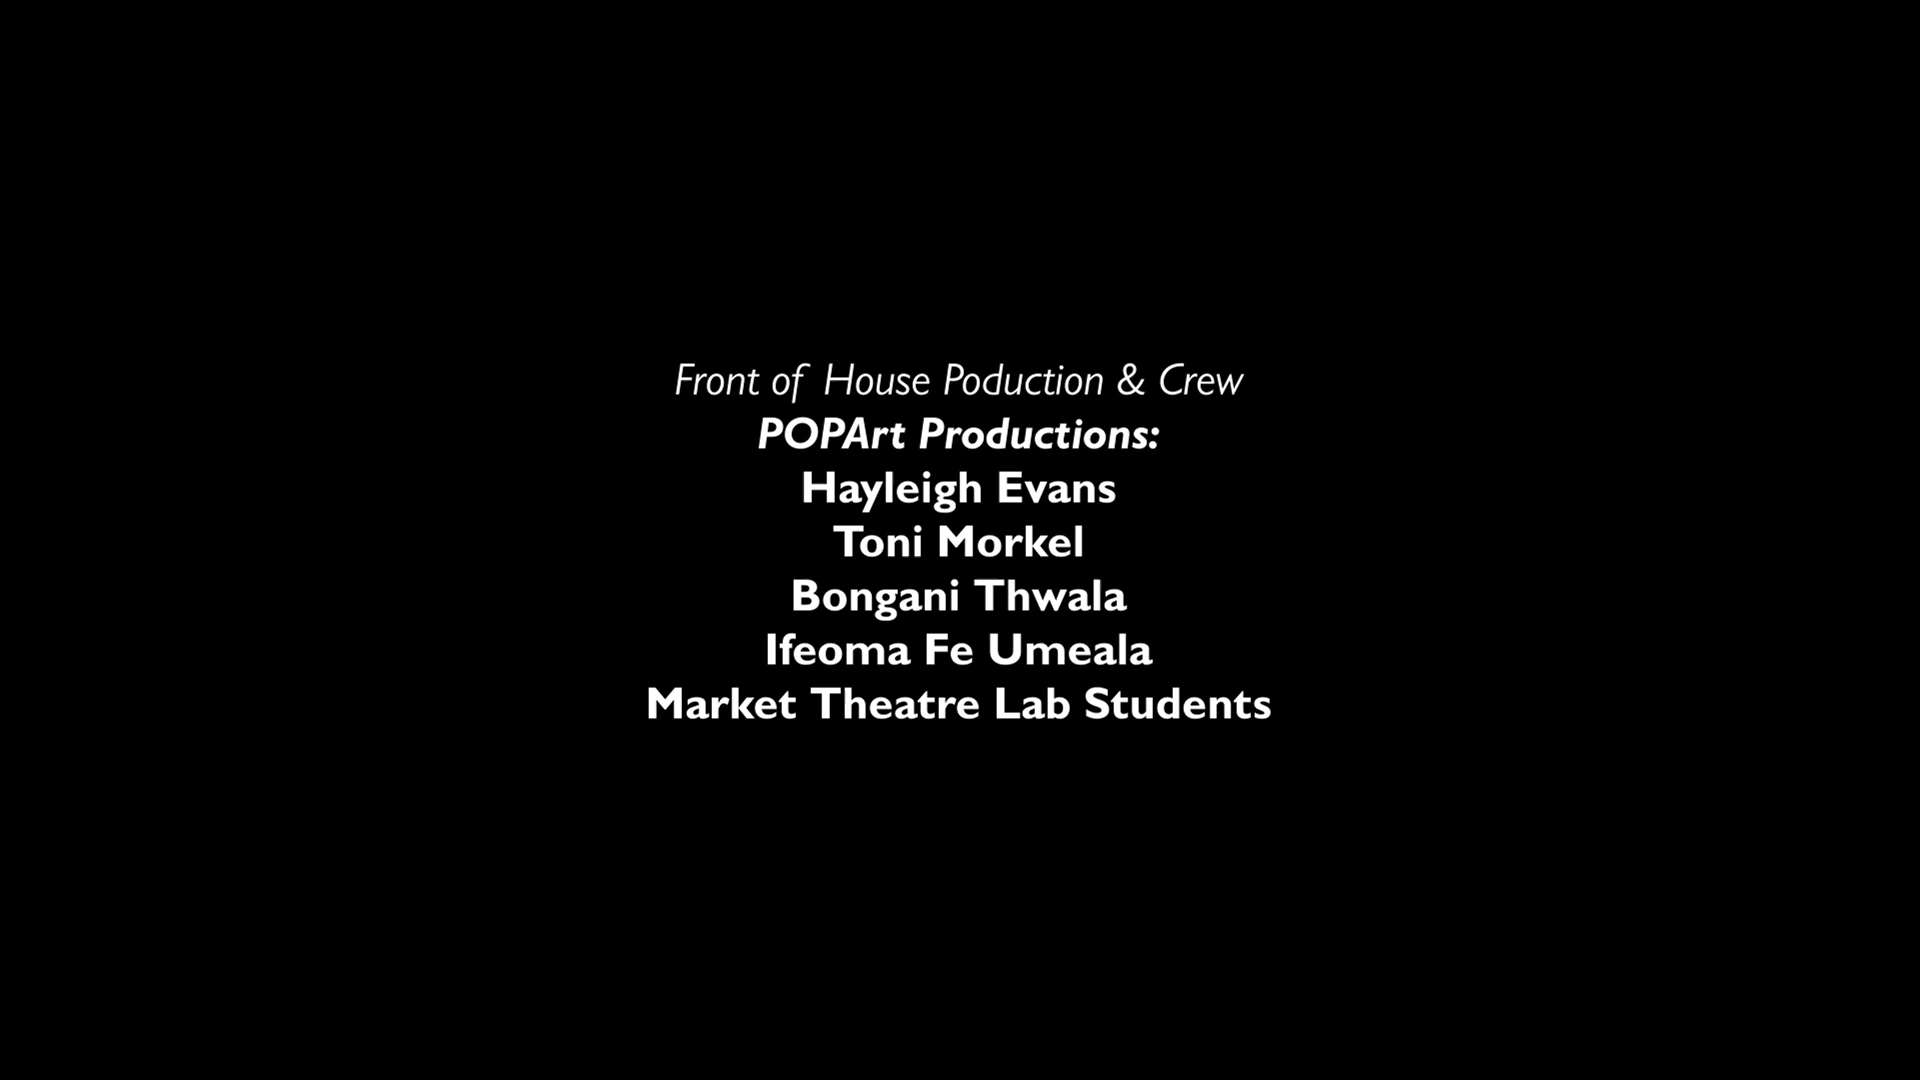 Front of House Poduction & Crew
POPArt Productions:
Hayleigh Evans
Toni Morkel
Bongani Thwala
Ifeoma Fe Umeala
Market Theatre Lab Students